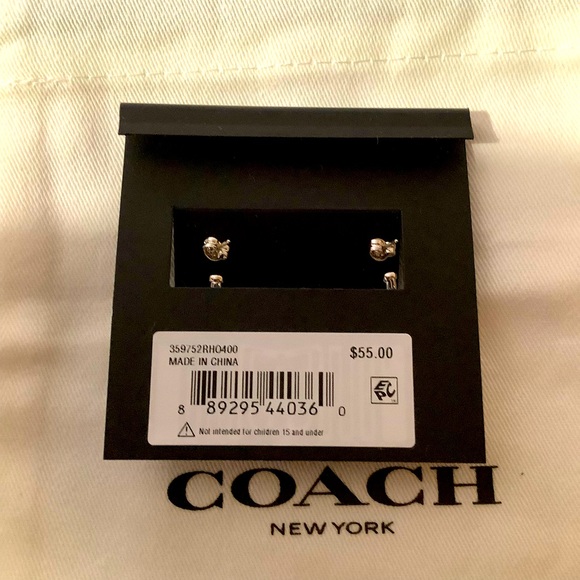 359752RHO400
$55.00
MADE IN CHINA
EPC
8 89295 44036 0
Not intended for children 15 and under
COACH
NEW YORK